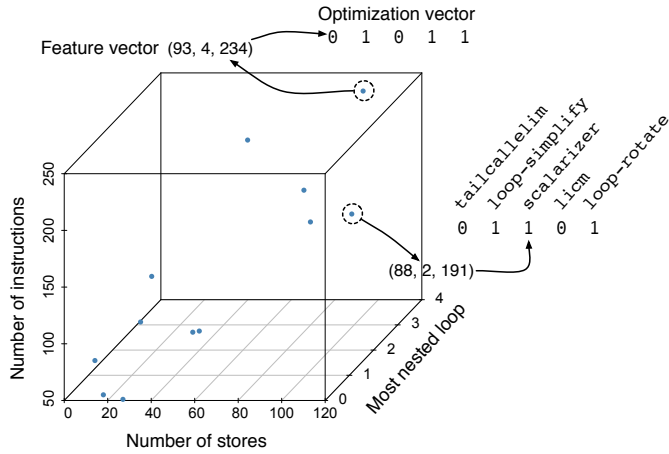 Optimization vector
Feature vector (93, 4, 234)
0 1 0 1 1
tailcallelim
loop-simplify
scalarizer
licm
loop-rotate
0 1 1 0 1
(88, 2, 191)
Number of instructions
250
200
150
100
50
Most nested loop
4
3
2
1
0
0 20 40 60 80 100 120
Number of stores